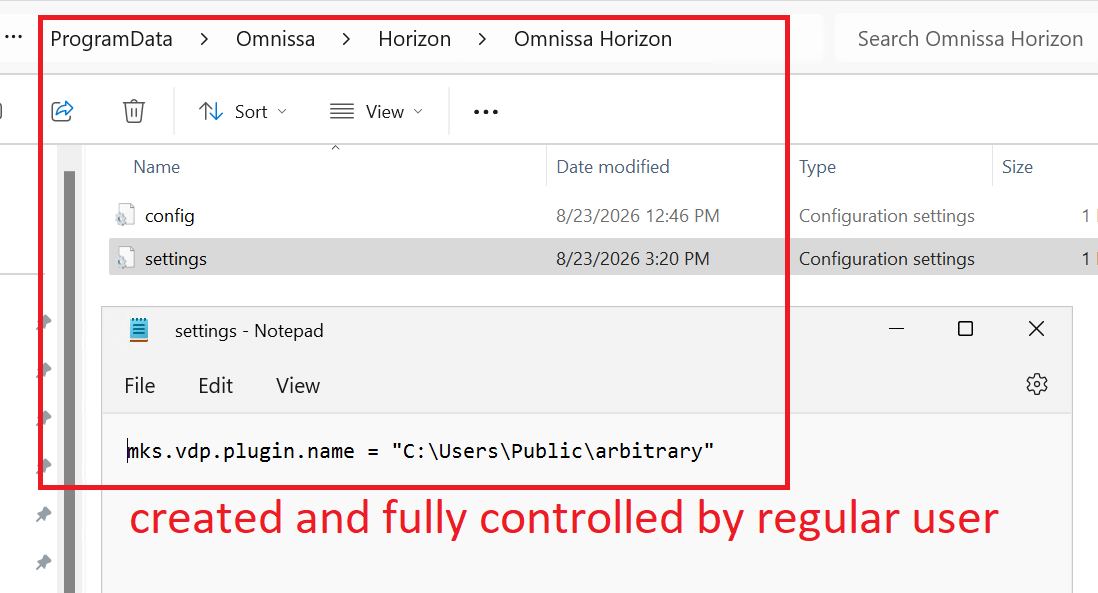 ... ProgramData > Omnissa > Horizon > Omnissa Horizon Search Omnissa Horizon
Sort View ...
Name Date modified Type Size
config 8/23/2026 12:46 PM Configuration settings 1
settings 8/23/2026 3:20 PM Configuration settings 1
settings - Notepad
File Edit View
mks.vdp.plugin.name = "C:\Users\Public\arbitrary"
created and fully controlled by regular user